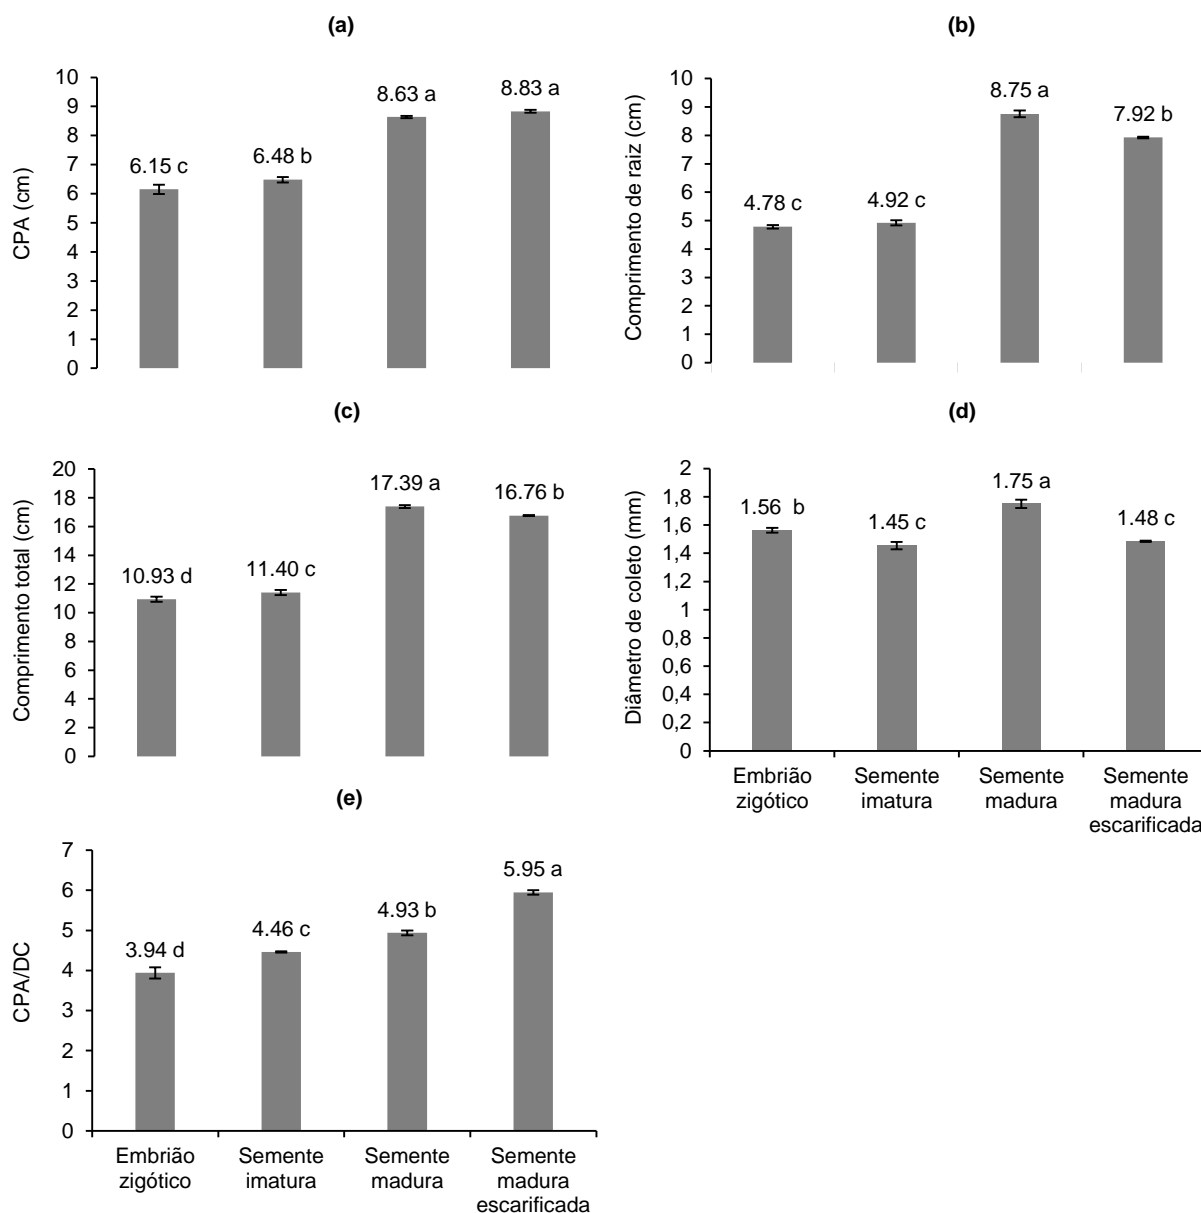 (a)
CPA (cm)
10
9
8
7
6
5
4
3
2
1
0
6.15 c
6.48 b
8.63 a
8.83 a
(b)
Comprimento de raiz (cm)
10
9
8
7
6
5
4
3
2
1
0
4.78 c
4.92 c
8.75 a
7.92 b
(c)
Comprimento total (cm)
20
18
16
14
12
10
8
6
4
2
0
10.93 d
11.40 c
17.39 a
16.76 b
(d)
Diâmetro de coleto (mm)
2
1,8
1,6
1,4
1,2
1
0,8
0,6
0,4
0,2
0
1.56 b
1.45 c
1.75 a
1.48 c
Embrião
zigótico
Semente
imatura
Semente
madura
Semente
madura
escarificada
(e)
CPA/DC
7
6
5
4
3
2
1
0
3.94 d
4.46 c
4.93 b
5.95 a
Embrião
zigótico
Semente
imatura
Semente
madura
Semente
madura
escarificada